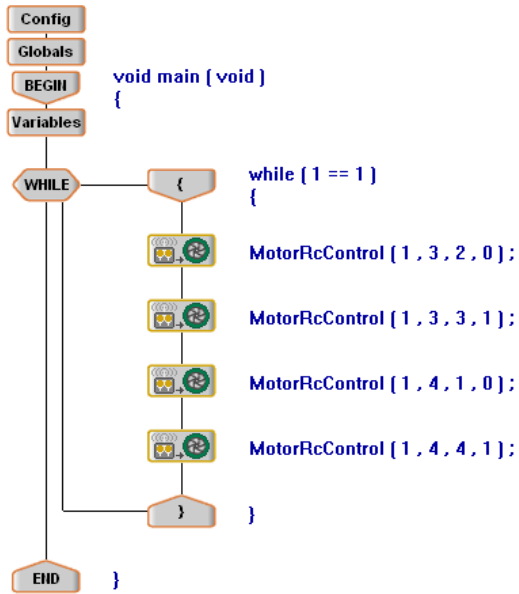 Config
Globals
BEGIN
void main ( void )
{
Variables
WHILE
{
while ( 1 == 1 )
{
MotorRcControl ( 1 , 3 , 2 , 0 ) ;
MotorRcControl ( 1 , 3 , 3 , 1 ) ;
MotorRcControl ( 1 , 4 , 1 , 0 ) ;
MotorRcControl ( 1 , 4 , 4 , 1 ) ;
}
}
END
}